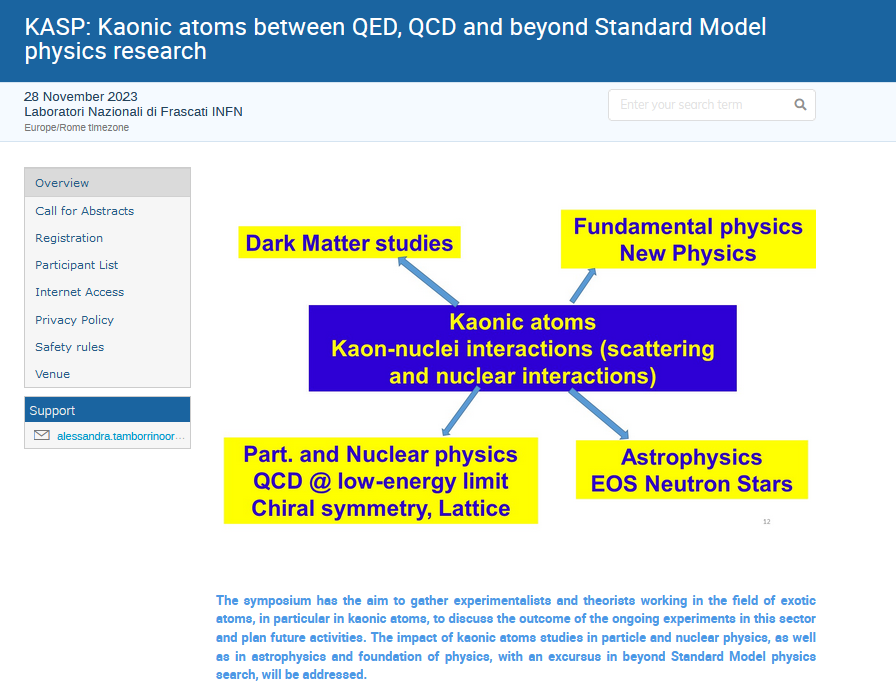 KASP: Kaonic atoms between QED, QCD and beyond Standard Model
physics research
28 November 2023
Laboratori Nazionali di Frascati INFN
Europe/Rome timezone
Enter your search term
Overview
Call for Abstracts
Registration
Participant List
Internet Access
Privacy Policy
Safety rules
Venue
Support
alessandra.tamborrinoor...
Dark Matter studies
Fundamental physics
New Physics
Kaonic atoms
Kaon-nuclei interactions (scattering
and nuclear interactions)
Part. and Nuclear physics
QCD @ low-energy limit
Chiral symmetry, Lattice
Astrophysics
EOS Neutron Stars
12
The symposium has the aim to gather experimentalists and theorists working in the field of exotic
atoms, in particular in kaonic atoms, to discuss the outcome of the ongoing experiments in this sector
and plan future activities. The impact of kaonic atoms studies in particle and nuclear physics, as well
as in astrophysics and foundation of physics, with an excursus in beyond Standard Model physics
search, will be addressed.